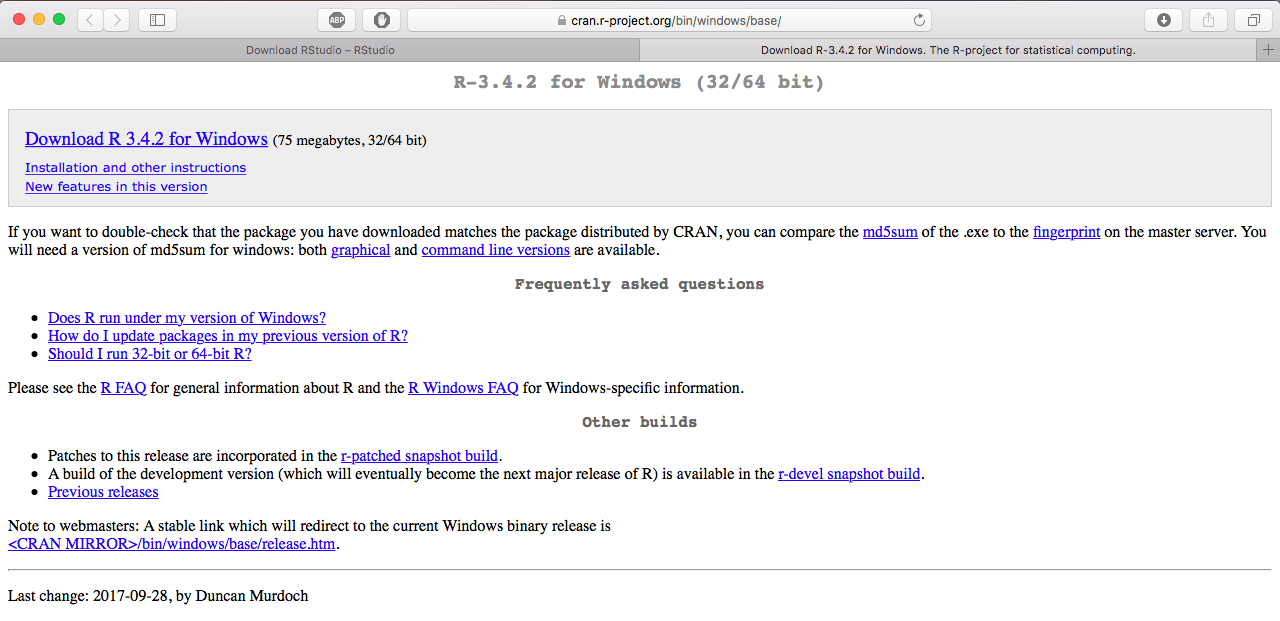 ABP
cran.r-project.org/bin/windows/base/
Download RStudio – RStudio
Download R-3.4.2 for Windows. The R-project for statistical computing.
R-3.4.2 for Windows (32/64 bit)
Download R 3.4.2 for Windows (75 megabytes, 32/64 bit)
Installation and other instructions
New features in this version
If you want to double-check that the package you have downloaded matches the package distributed by CRAN, you can compare the md5sum of the .exe to the fingerprint on the master server. You
will need a version of md5sum for windows: both graphical and command line versions are available.
Frequently asked questions
• Does R run under my version of Windows?
• How do I update packages in my previous version of R?
• Should I run 32-bit or 64-bit R?
Please see the R FAQ for general information about R and the R Windows FAQ for Windows-specific information.
Other builds
• Patches to this release are incorporated in the r-patched snapshot build.
• A build of the development version (which will eventually become the next major release of R) is available in the r-devel snapshot build.
• Previous releases
Note to webmasters: A stable link which will redirect to the current Windows binary release is
<CRAN MIRROR>/bin/windows/base/release.htm.
Last change: 2017-09-28, by Duncan Murdoch